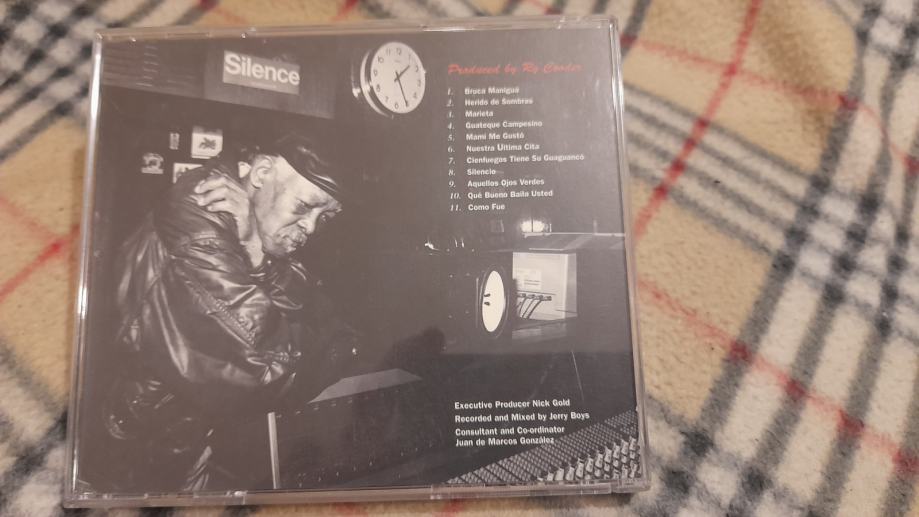 Silence
Produced by Ry Cooder
1. Bruca Maniguá
2. Herido de Sombras
3. Marieta
4. Guateque Campesino
5. Mami Me Gustó
6. Nuestra Ultima Cita
7. Cienfuegos Tiene Su Guaguancó
8. Silencio
9. Aquellos Ojos Verdes
10. Qué Bueno Baila Usted
11. Como Fue
Executive Producer Nick Gold
Recorded and Mixed by Jerry Boys
Consultant and Co-ordinator
Juan de Marcos González